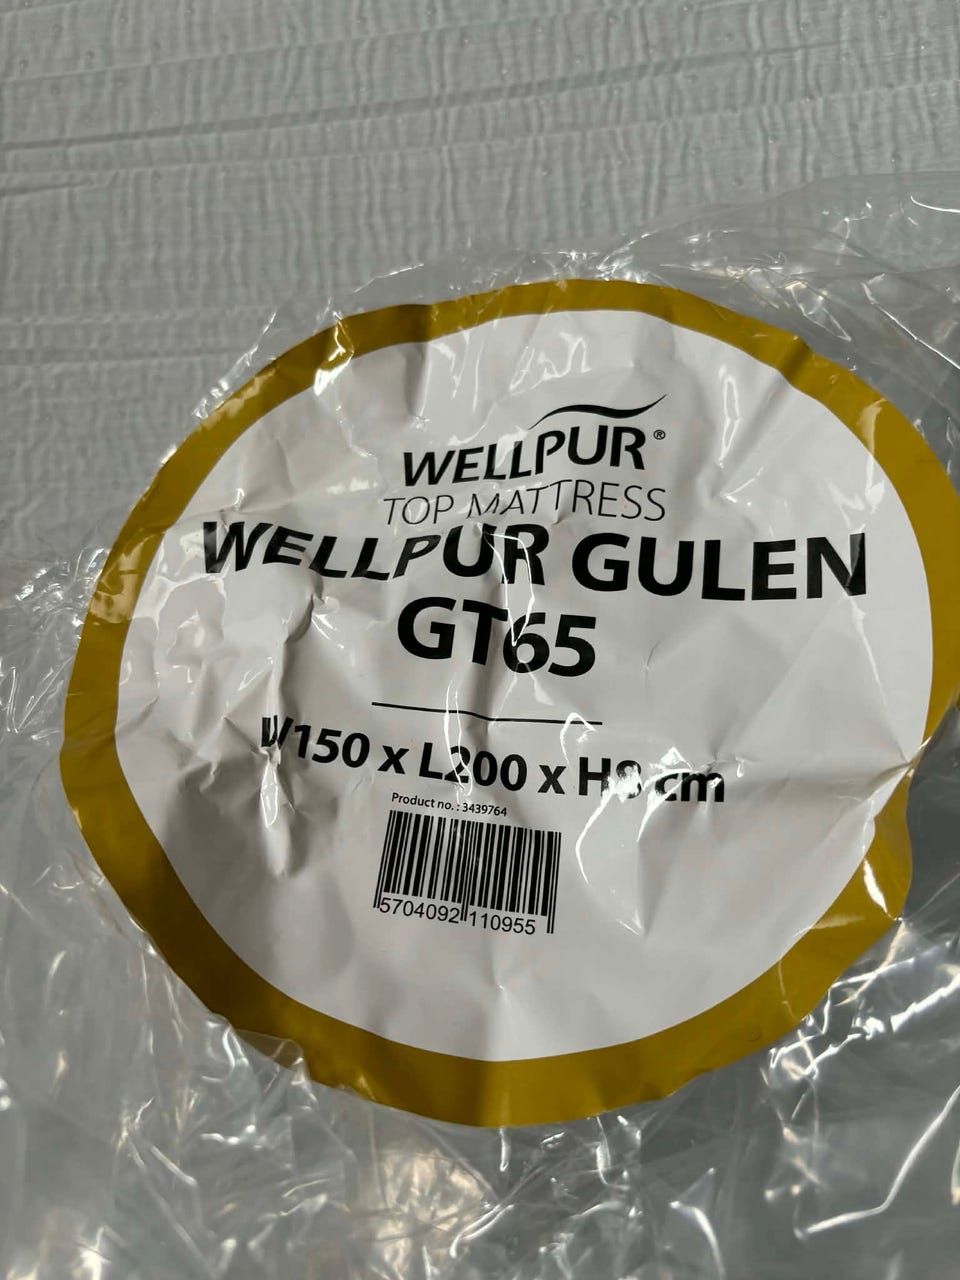 WELLPUR®
TOP MATTRESS
WELLPUR GULEN
GT65
W150 x L200 x H8 cm
Product no. : 3439764
5704092 110955